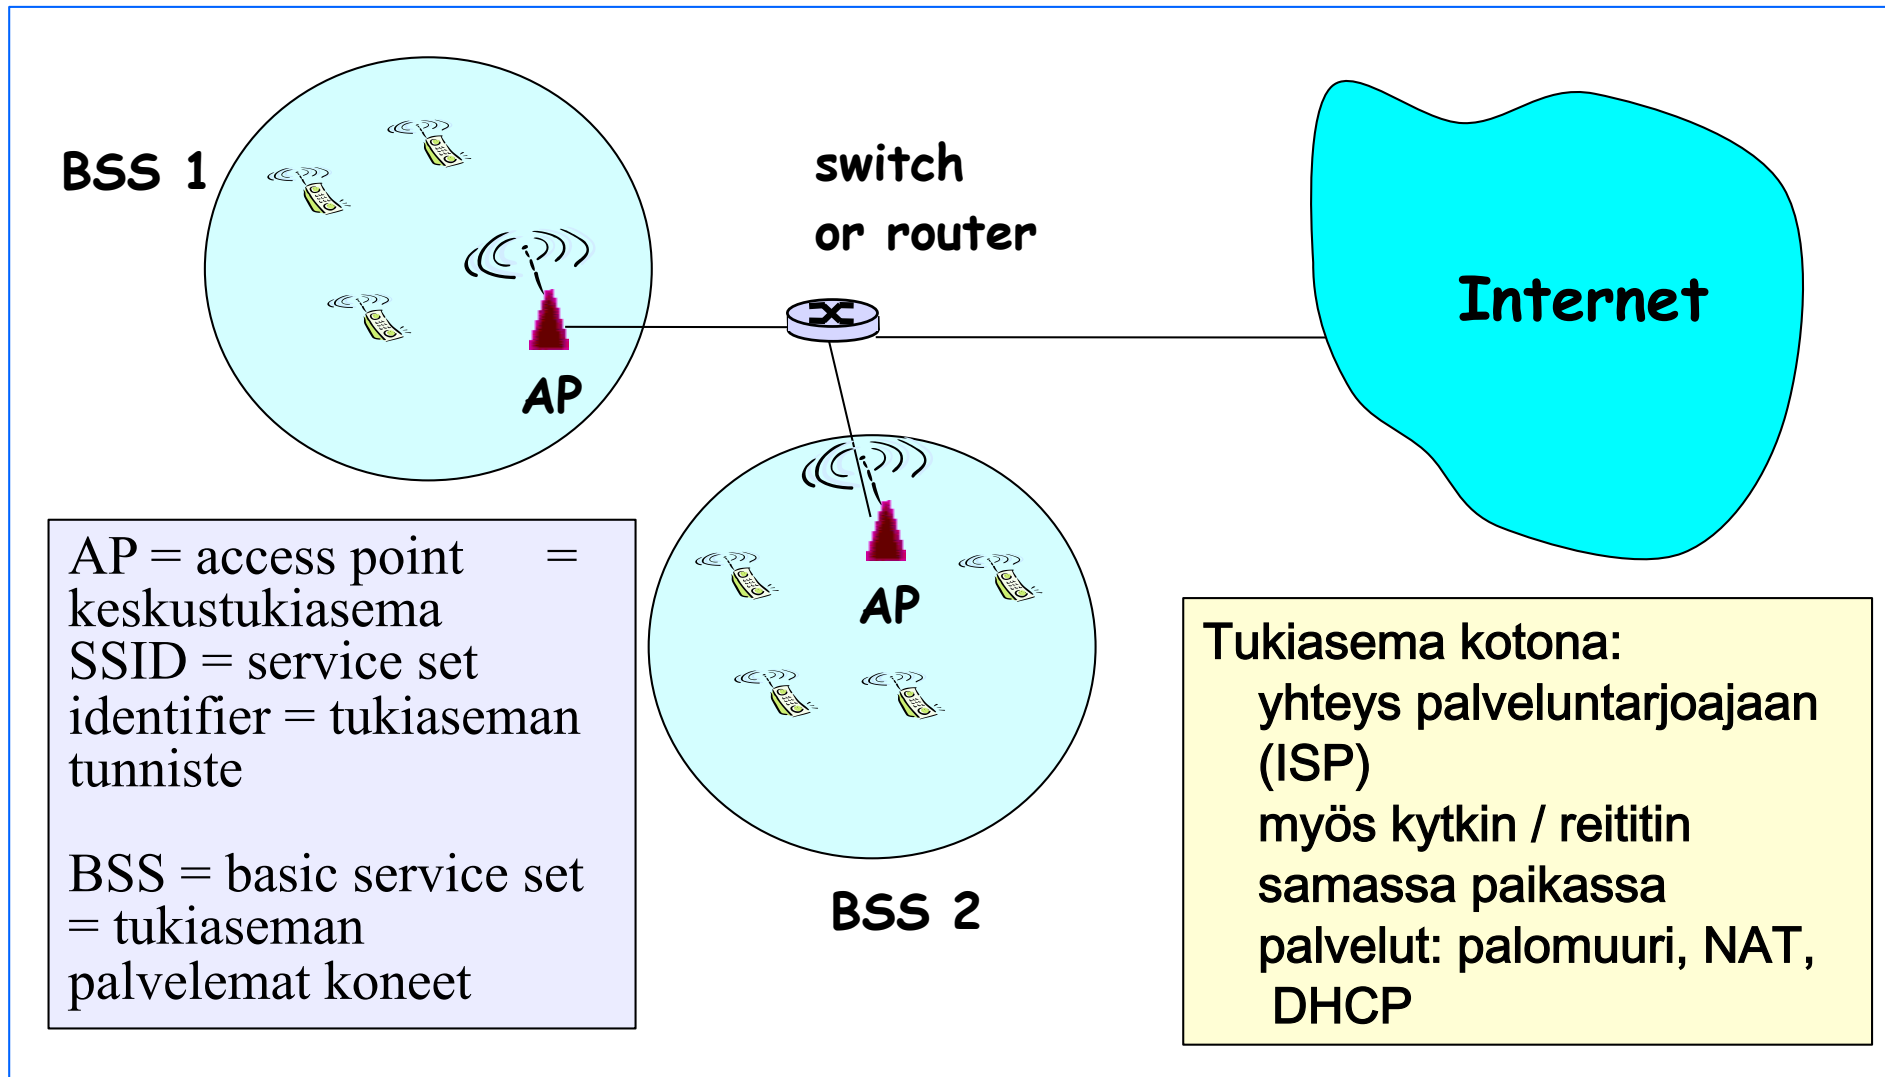 BSS 1
switch
or router
Internet
AP
AP
BSS 2
AP = access point =
keskustukiasema
SSID = service set
identifier = tukiaseman
tunniste
BSS = basic service set
= tukiaseman
palvelemat koneet
Tukiasema kotona:
yhteys palveluntarjoajaan
(ISP)
myös kytkin / reititin
samassa paikassa
palvelut: palomuuri, NAT,
DHCP